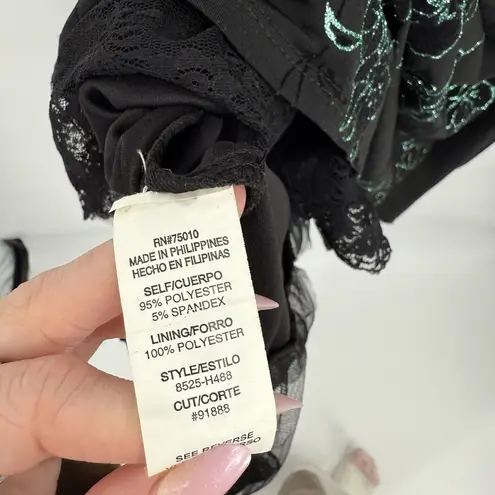 RN#75010
MADE IN PHILIPPINES
HECHO EN FILIPINAS
SELF/CUERPO
95% POLYESTER
5% SPANDEX
LINING/FORRO
100% POLYESTER
STYLE/ESTILO
8525-H488
CUT/CORTE
#91888
SEE REVERSE